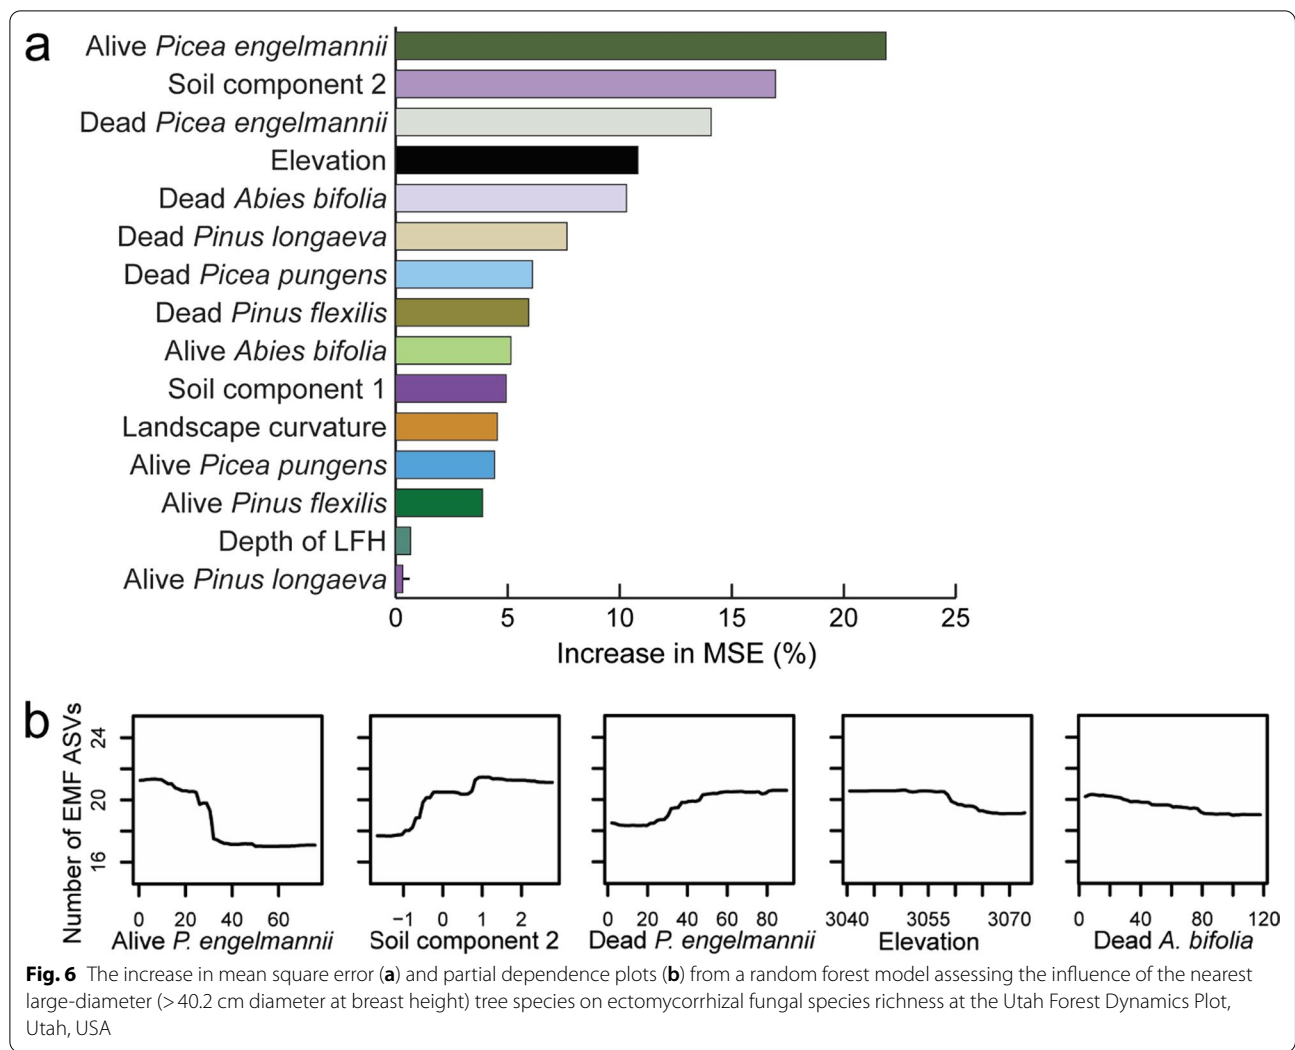 a
Alive Picea engelmannii
Soil component 2
Dead Picea engelmannii
Elevation
Dead Abies bifolia
Dead Pinus longaeva
Dead Picea pungens
Dead Pinus flexilis
Alive Abies bifolia
Soil component 1
Landscape curvature
Alive Picea pungens
Alive Pinus flexilis
Depth of LFH
Alive Pinus longaeva
0 5 10 15 20 25
Increase in MSE (%)
b
Number of EMF ASVs
24
20
16
0 20 40 60
Alive P. engelmannii
−1 0 1 2
Soil component 2
0 20 40 60 80
Dead P. engelmannii
3040 3055 3070
Elevation
0 40 80 120
Dead A. bifolia
Fig. 6 The increase in mean square error (a) and partial dependence plots (b) from a random forest model assessing the influence of the nearest
large-diameter (> 40.2 cm diameter at breast height) tree species on ectomycorrhizal fungal species richness at the Utah Forest Dynamics Plot,
Utah, USA